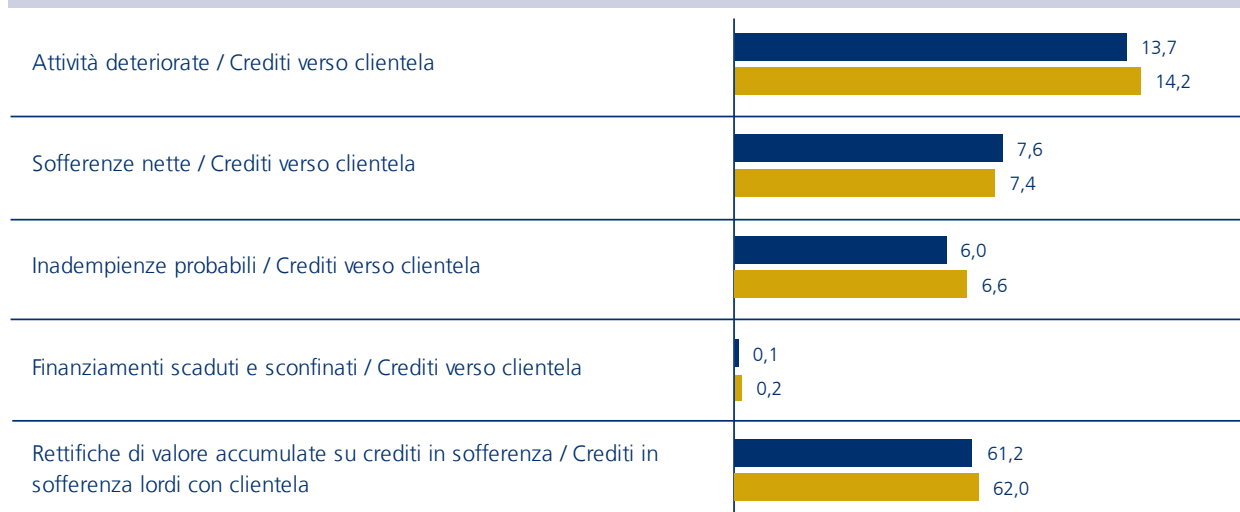 Attività deteriorate / Crediti verso clientela
13,7
14,2
Sofferenze nette / Crediti verso clientela
7,6
7,4
Inadempienze probabili / Crediti verso clientela
6,0
6,6
Finanziamenti scaduti e sconfinati / Crediti verso clientela
0,1
0,2
Rettifiche di valore accumulate su crediti in sofferenza / Crediti in
sofferenza lordi con clientela
61,2
62,0